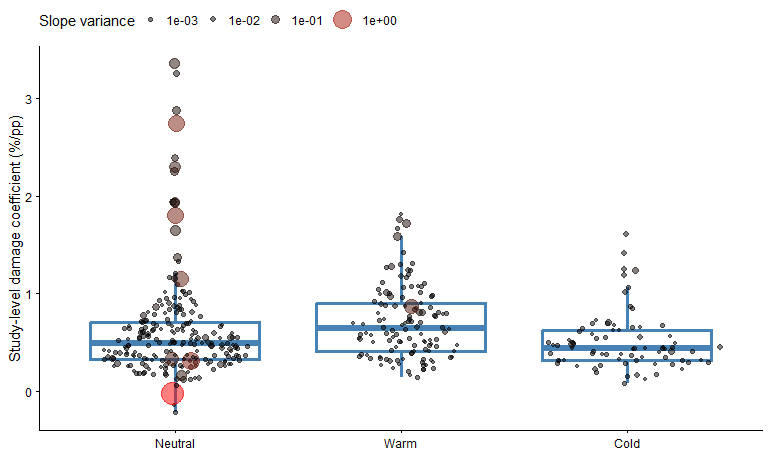 Slope variance 1e-03 1e-02 1e-01 1e+00
Study-level damage coefficient (%/pp)
3
2
1
0
Neutral Warm Cold